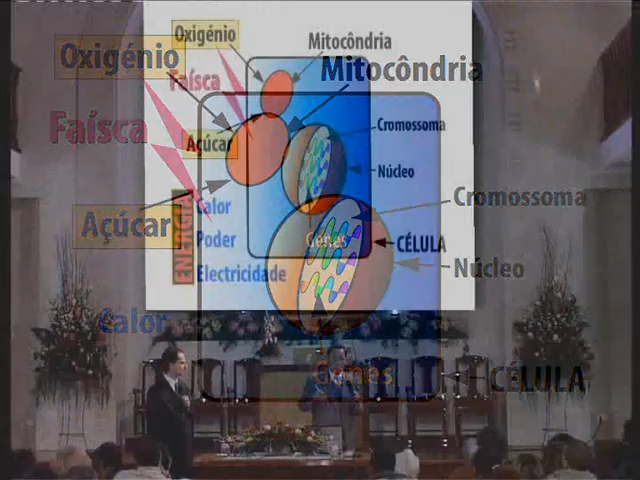 Oxigénio
Mitocôndria
Faísca
Açúcar
Cromossoma
Núcleo
ENERGIA
Calor
Poder
Electricidade
Genes
CÉLULA
Oxigénio
Mitocôndria
Faísca
Açúcar
Cromossoma
Núcleo
Calor
Genes
CÉLULA